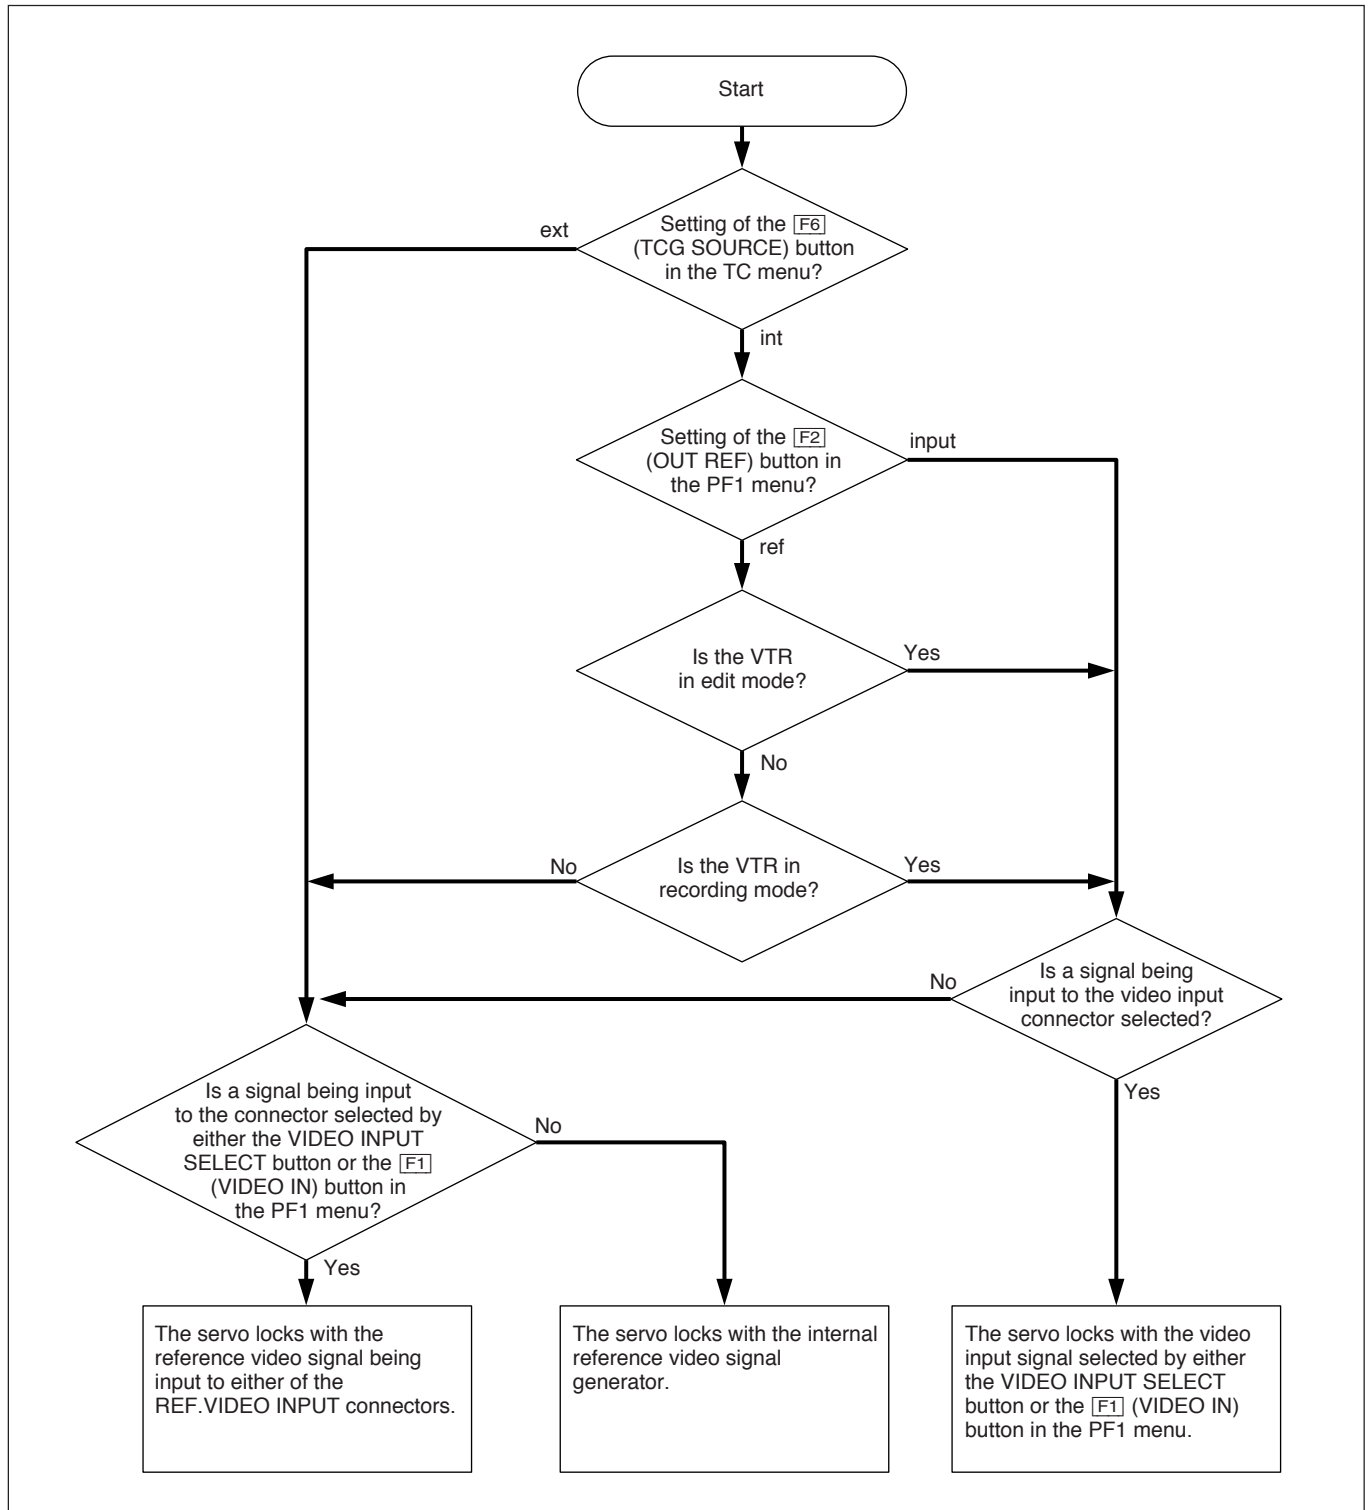 Start
Setting of the F6
(TCG SOURCE) button
in the TC menu?
ext
int
Setting of the F2
(OUT REF) button in
the PF1 menu?
input
ref
Is the VTR
in edit mode?
Yes
No
Is the VTR in
recording mode?
No
Yes
Is a signal being
input to the video input
connector selected?
No
Yes
Is a signal being input
to the connector selected by
either the VIDEO INPUT
SELECT button or the F1
(VIDEO IN) button in
the PF1 menu?
No
Yes
The servo locks with the
reference video signal being
input to either of the
REF.VIDEO INPUT connectors.
The servo locks with the internal
reference video signal
generator.
The servo locks with the video
input signal selected by either
the VIDEO INPUT SELECT
button or the F1 (VIDEO IN)
button in the PF1 menu.